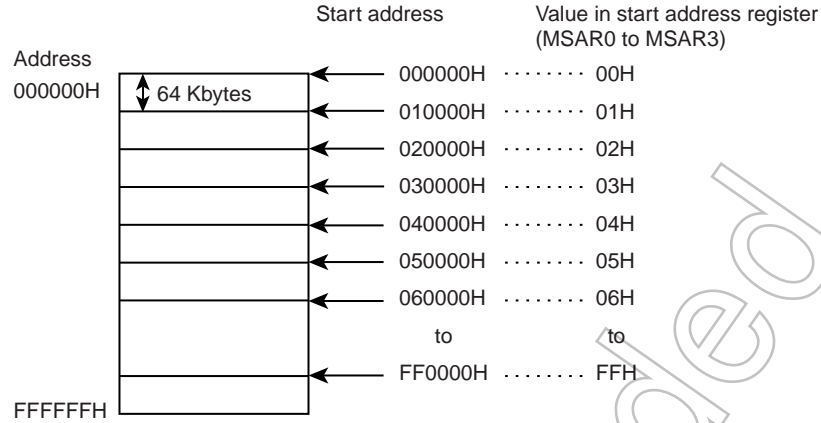 Start address
Value in start address register
(MSAR0 to MSAR3)
Address
000000H
64 Kbytes
000000H ········ 00H
010000H ········ 01H
020000H ········ 02H
030000H ········ 03H
040000H ········ 04H
050000H ········ 05H
060000H ········ 06H
to to
FF0000H ········ FFH
FFFFFFH
ded